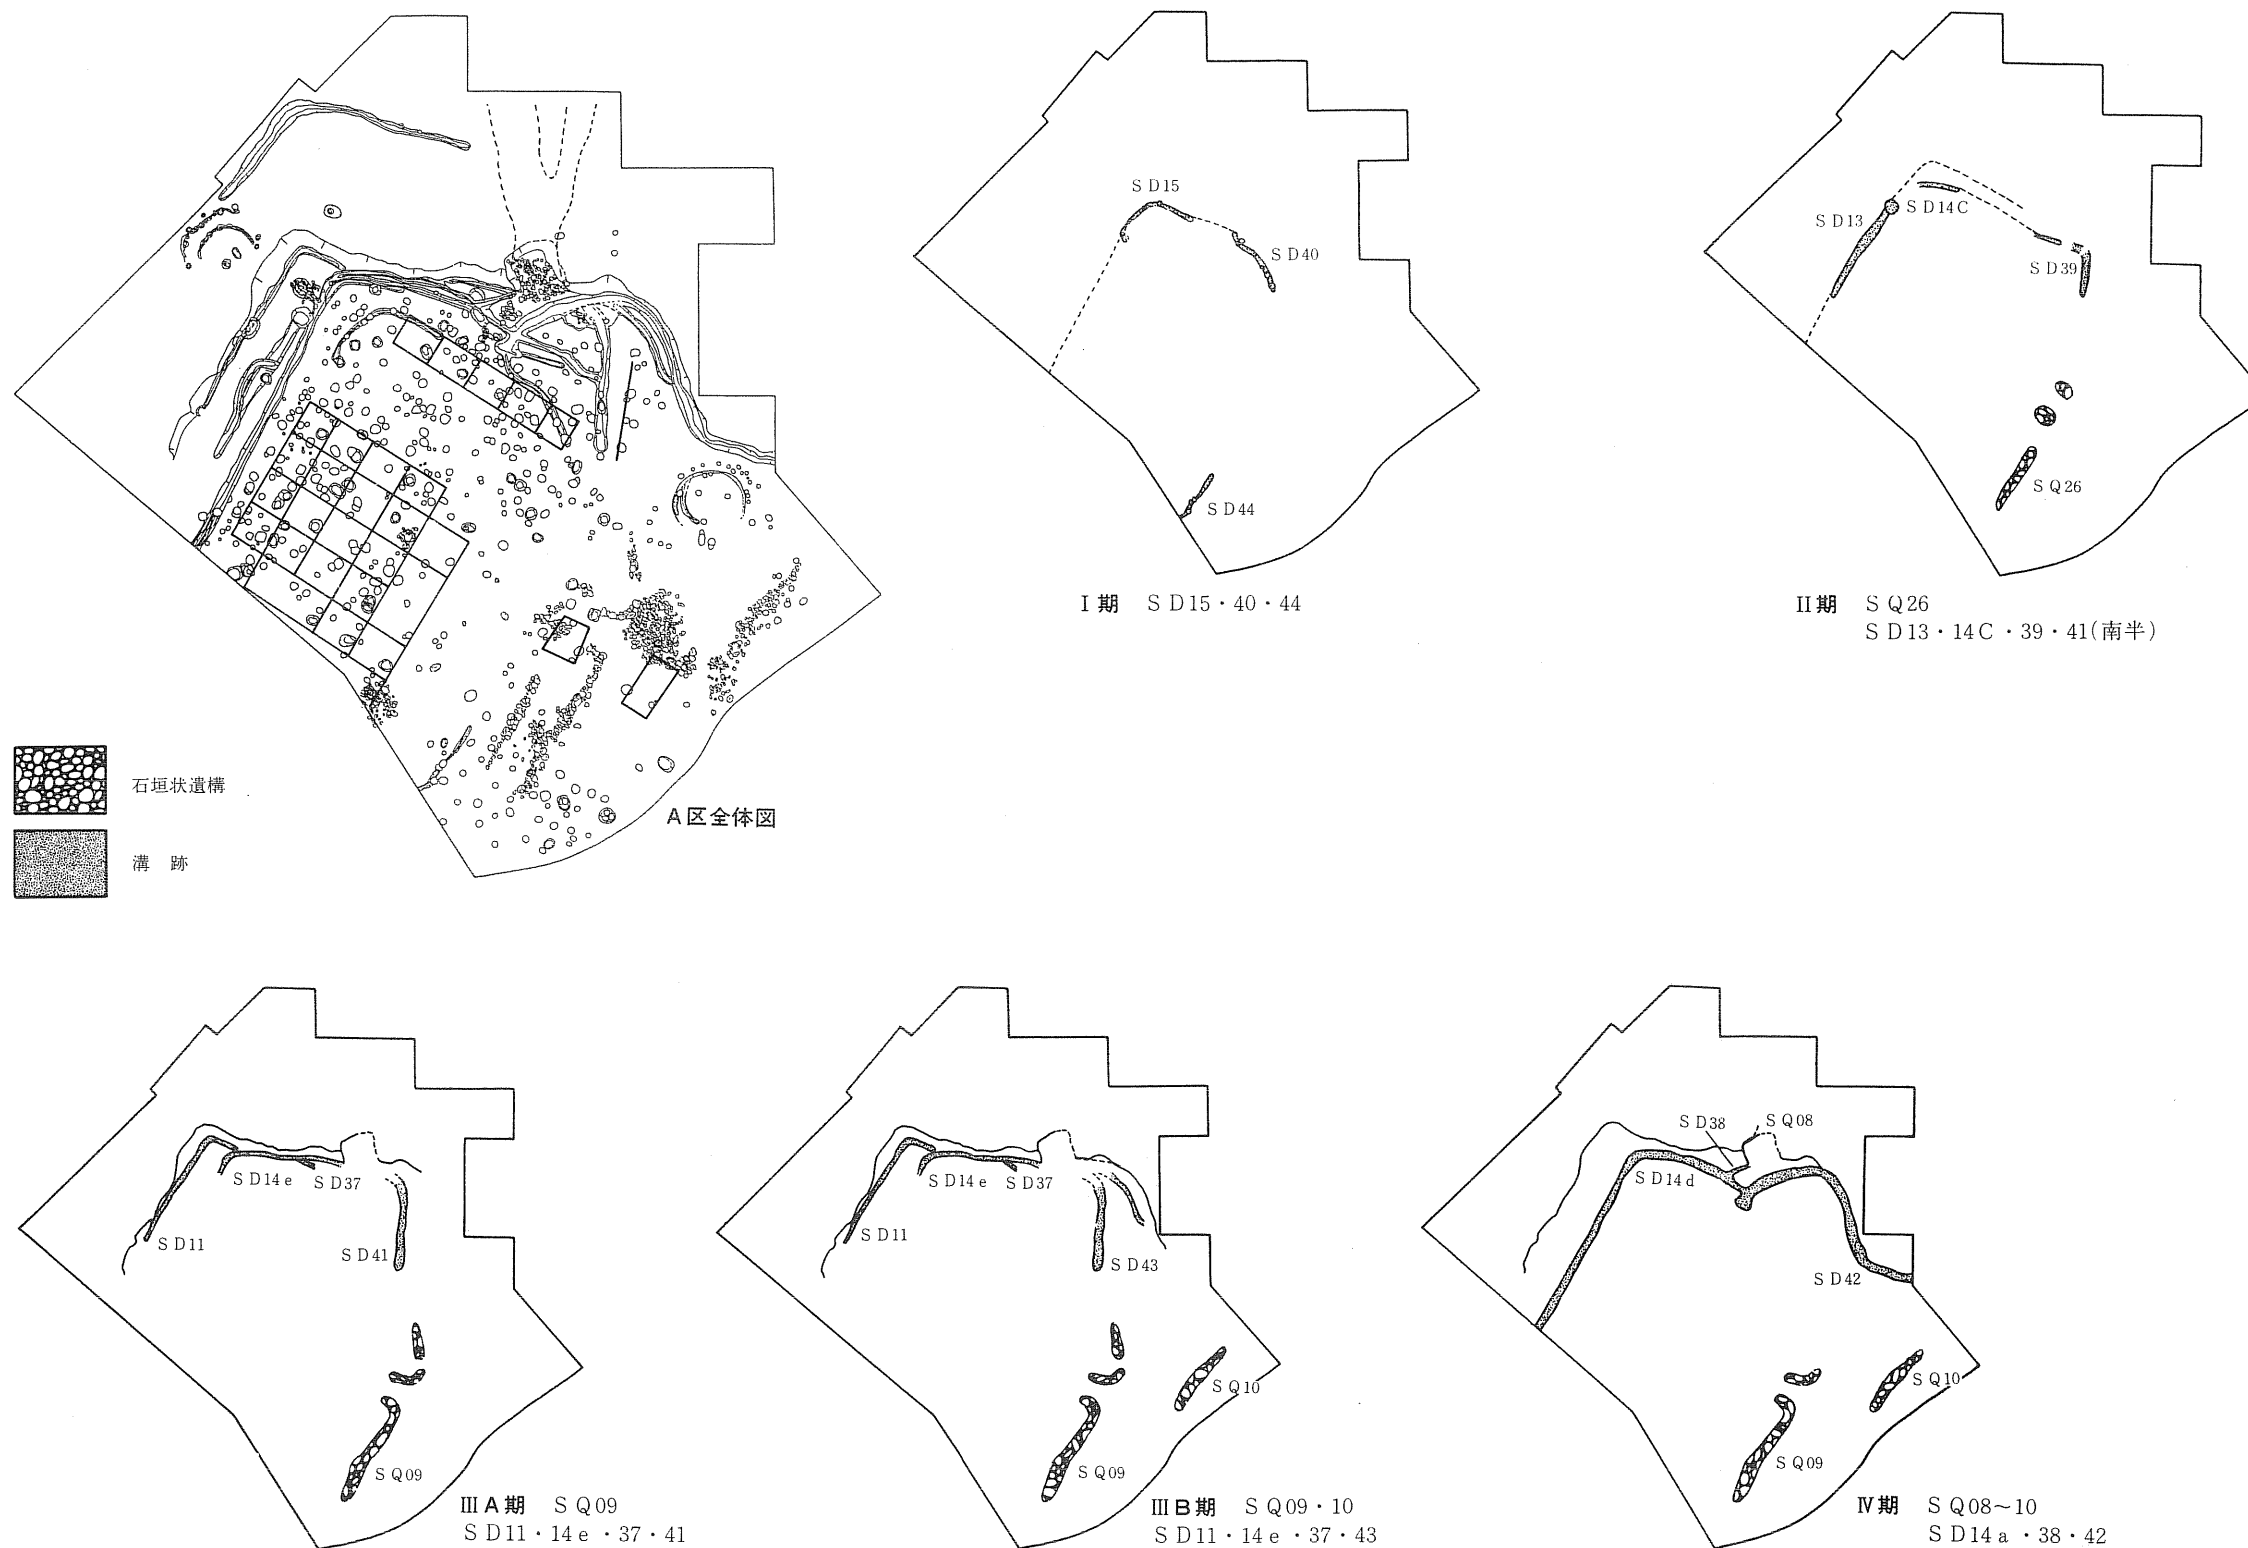 A区全体図
石垣状遺構
溝 跡
SD15
SD40
SD44
Ⅰ期 SD15・40・44
SD13
SD14C
SD39
SQ26
Ⅱ期 SQ26
SD13・14C・39・41(南半)
SD14e
SD37
SD11
SD41
SQ09
ⅢA期 SQ09
SD11・14e・37・41
SD14e
SD37
SD11
SD43
SQ10
SQ09
ⅢB期 SQ09・10
SD11・14e・37・43
SD38
SQ08
SD14d
SD42
SQ10
SQ09
Ⅳ期 SQ08~10
SD14a・38・42